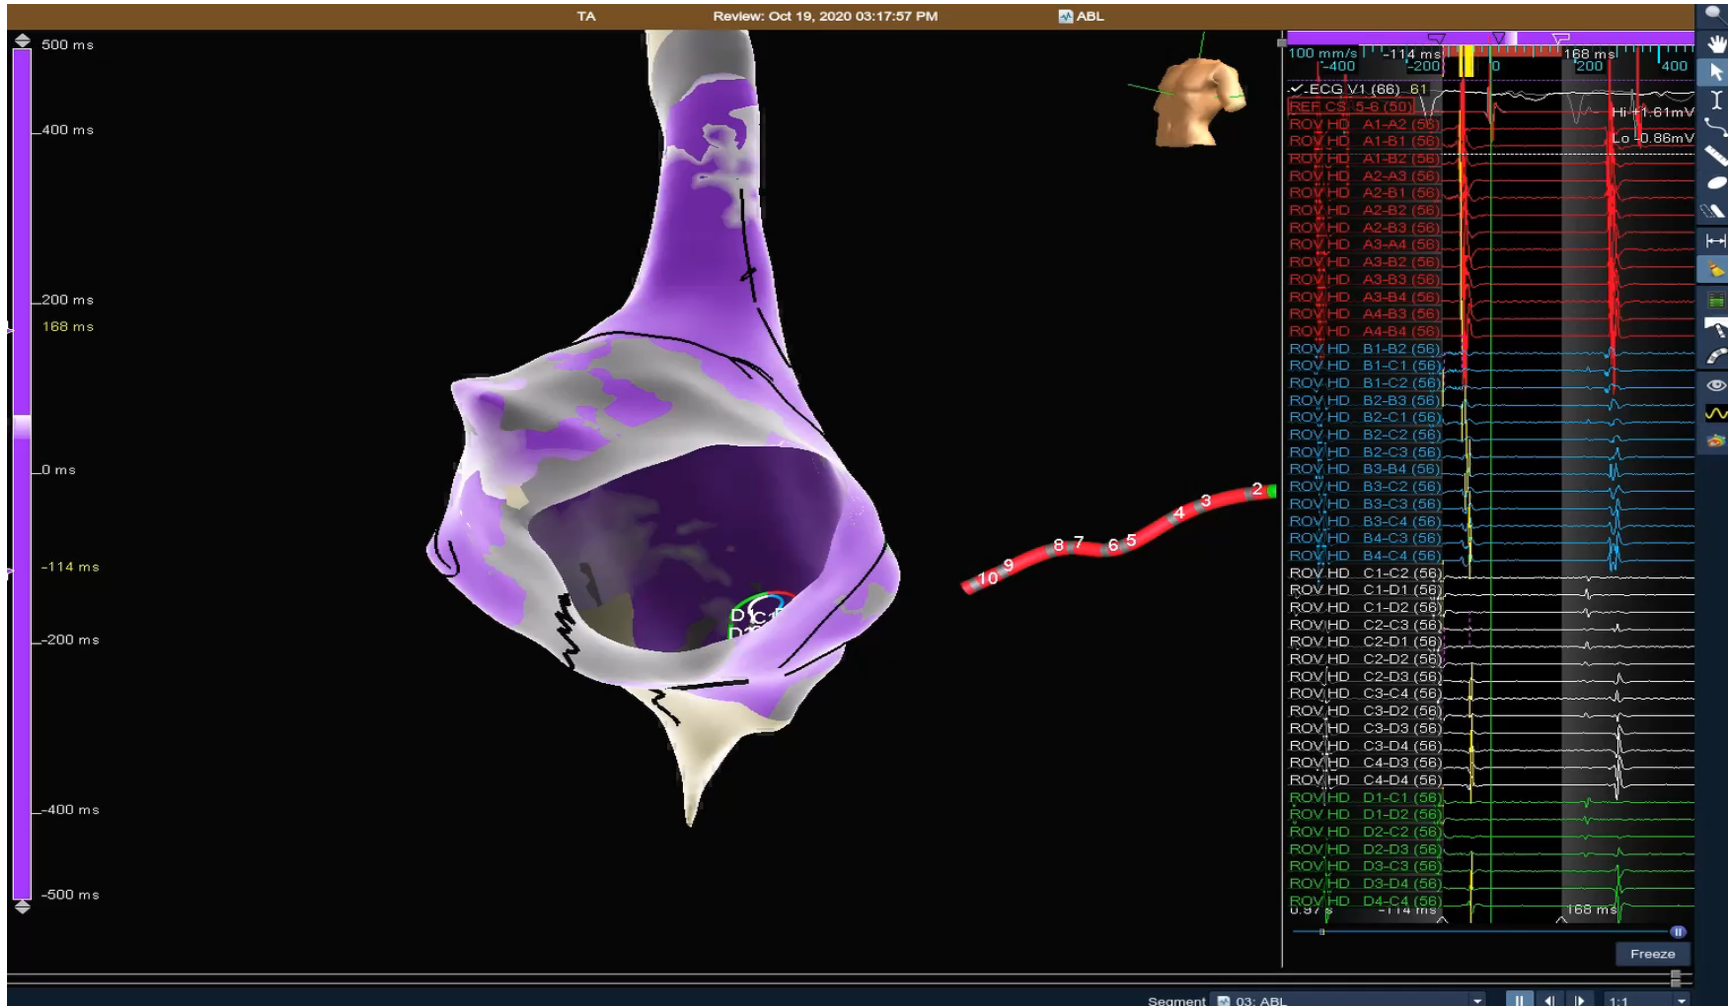 TA Review: Oct 19, 2020 03:17:57 PM ABL
500 ms
400 ms
200 ms
168 ms
0 ms
-114 ms
-200 ms
-400 ms
-500 ms
2
3
4
5
6
7
8
9
10
D1 C1
100 mm/s -114 ms 168 ms
-400 -200 0 200 400
ECG V1 (66) 61
REF CS 5-6 (50) Hi +1.61mV
ROV HD A1-A2 (56)
ROV HD A1-B1 (56) Lo -0.86mV
ROV HD A1-B2 (56)
ROV HD A2-A3 (56)
ROV HD A2-B1 (56)
ROV HD A2-B2 (56)
ROV HD A2-B3 (56)
ROV HD A3-A4 (56)
ROV HD A3-B2 (56)
ROV HD A3-B3 (56)
ROV HD A3-B4 (56)
ROV HD A4-B3 (56)
ROV HD A4-B4 (56)
ROV HD B1-B2 (56)
ROV HD B1-C1 (56)
ROV HD B1-C2 (56)
ROV HD B2-B3 (56)
ROV HD B2-C1 (56)
ROV HD B2-C2 (56)
ROV HD B2-C3 (56)
ROV HD B3-B4 (56)
ROV HD B3-C2 (56)
ROV HD B3-C3 (56)
ROV HD B3-C4 (56)
ROV HD B4-C3 (56)
ROV HD B4-C4 (56)
ROV HD C1-C2 (56)
ROV HD C1-D1 (56)
ROV HD C1-D2 (56)
ROV HD C2-C3 (56)
ROV HD C2-D1 (56)
ROV HD C2-D2 (56)
ROV HD C2-D3 (56)
ROV HD C3-C4 (56)
ROV HD C3-D2 (56)
ROV HD C3-D3 (56)
ROV HD C3-D4 (56)
ROV HD C4-D3 (56)
ROV HD C4-D4 (56)
ROV HD D1-C1 (56)
ROV HD D1-D2 (56)
ROV HD D2-C2 (56)
ROV HD D2-D3 (56)
ROV HD D3-C3 (56)
ROV HD D3-D4 (56)
ROV HD D4-C4 (56)
0.97 s -114 ms 168 ms
Freeze
Segment 03: ABL 1:1